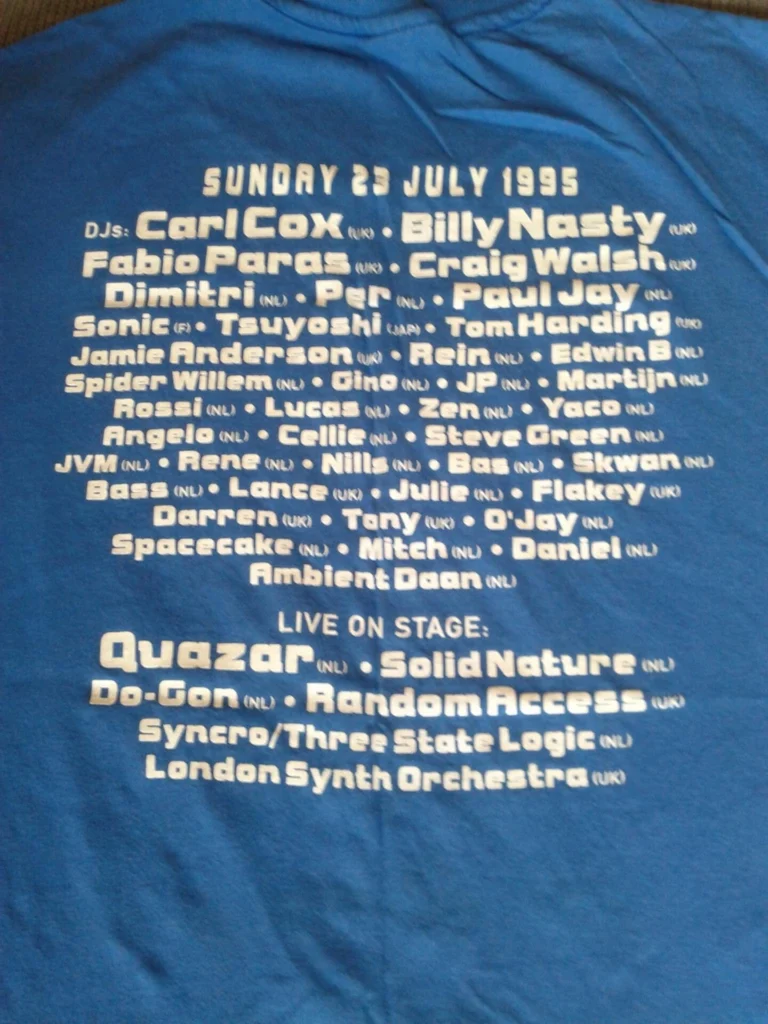 SUNDAY 23 JULY 1995
DJs: Carl Cox (UK) • Billy Nasty (UK)
Fabio Paras (UK) • Craig Walsh (UK)
Dimitri (NL) • Per (NL) • Paul Jay (NL)
Sonic (F) • Tsuyoshi (JAP) • Tom Harding (UK)
Jamie Anderson (UK) • Rein (NL) • Edwin B (NL)
Spider Willem (NL) • Gino (NL) • JP (NL) • Martijn (NL)
Rossi (NL) • Lucas (NL) • Zen (NL) • Yaco (NL)
Angelo (NL) • Cellie (NL) • Steve Green (NL)
JVM (NL) • Rene (NL) • Nills (NL) • Bas (NL) • Skwan (NL)
Bass (NL) • Lance (UK) • Julie (NL) • Flakey (UK)
Darren (UK) • Tony (UK) • O'Jay (NL)
Spacecake (NL) • Mitch (NL) • Daniel (NL)
Ambient Daan (NL)
LIVE ON STAGE:
Quazar (NL) • Solid Nature (NL)
Do-Gon (NL) • Random Access (UK)
Syncro/Three State Logic (NL)
London Synth Orchestra (UK)